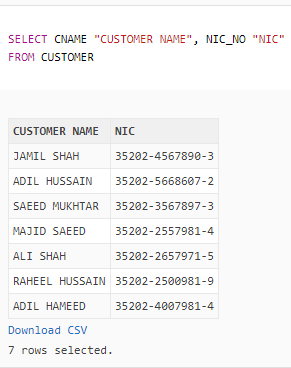 SELECT CNAME "CUSTOMER NAME", NIC_NO "NIC"
FROM CUSTOMER
CUSTOMER NAME NIC
JAMIL SHAH 35202-4567890-3
ADIL HUSSAIN 35202-5668607-2
SAEED MUKHTAR 35202-3567897-3
MAJID SAEED 35202-2557981-4
ALI SHAH 35202-2657971-5
RAHEEL HUSSAIN 35202-2500981-9
ADIL HAMEED 35202-4007981-4
Download CSV
7 rows selected.